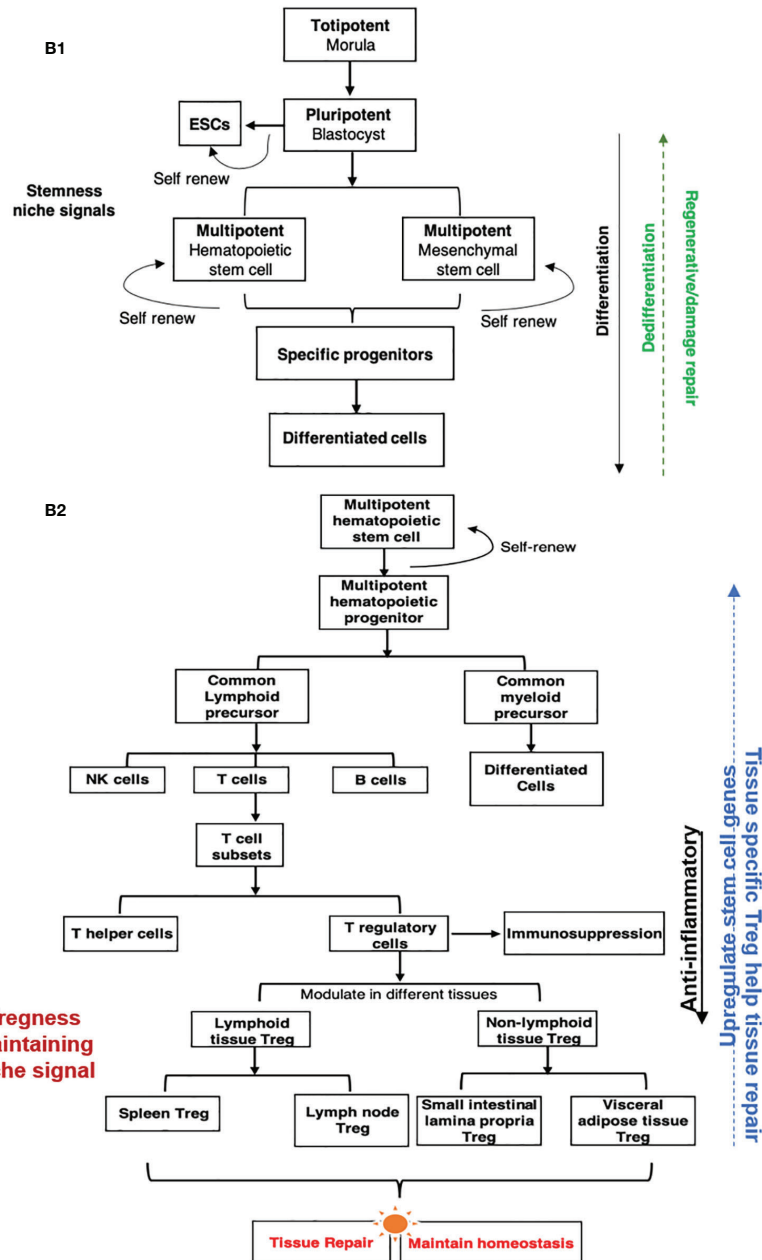 B1
Totipotent
Morula
Pluripotent
Blastocyst
ESCs
Self renew
Stemness
niche signals
Multipotent
Hematopoietic
stem cell
Multipotent
Mesenchymal
stem cell
Self renew
Self renew
Specific progenitors
Differentiated cells
Differentiation
Dedifferentiation
Regenerative/damage repair
B2
Multipotent
hematopoietic
stem cell
Self-renew
Multipotent
hematopoietic
progenitor
Common
Lymphoid
precursor
Common
myeloid
precursor
NK cells
T cells
B cells
Differentiated
Cells
T cell
subsets
T helper cells
T regulatory
cells
Immunosuppression
Modulate in different tissues
Lymphoid
tissue Treg
Non-lymphoid
tissue Treg
Spleen Treg
Lymph node
Treg
Small intestinal
lamina propria
Treg
Visceral
adipose tissue
Treg
Anti-inflammatory
Upregulate stem cell genes
Tissue specific Treg help tissue repair
regness
aintaining
che signal
Tissue Repair
Maintain homeostasis